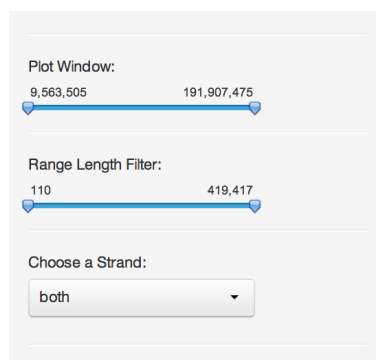 Plot Window:
9,563,505 191,907,475
Range Length Filter:
110 419,417
Choose a Strand:
both